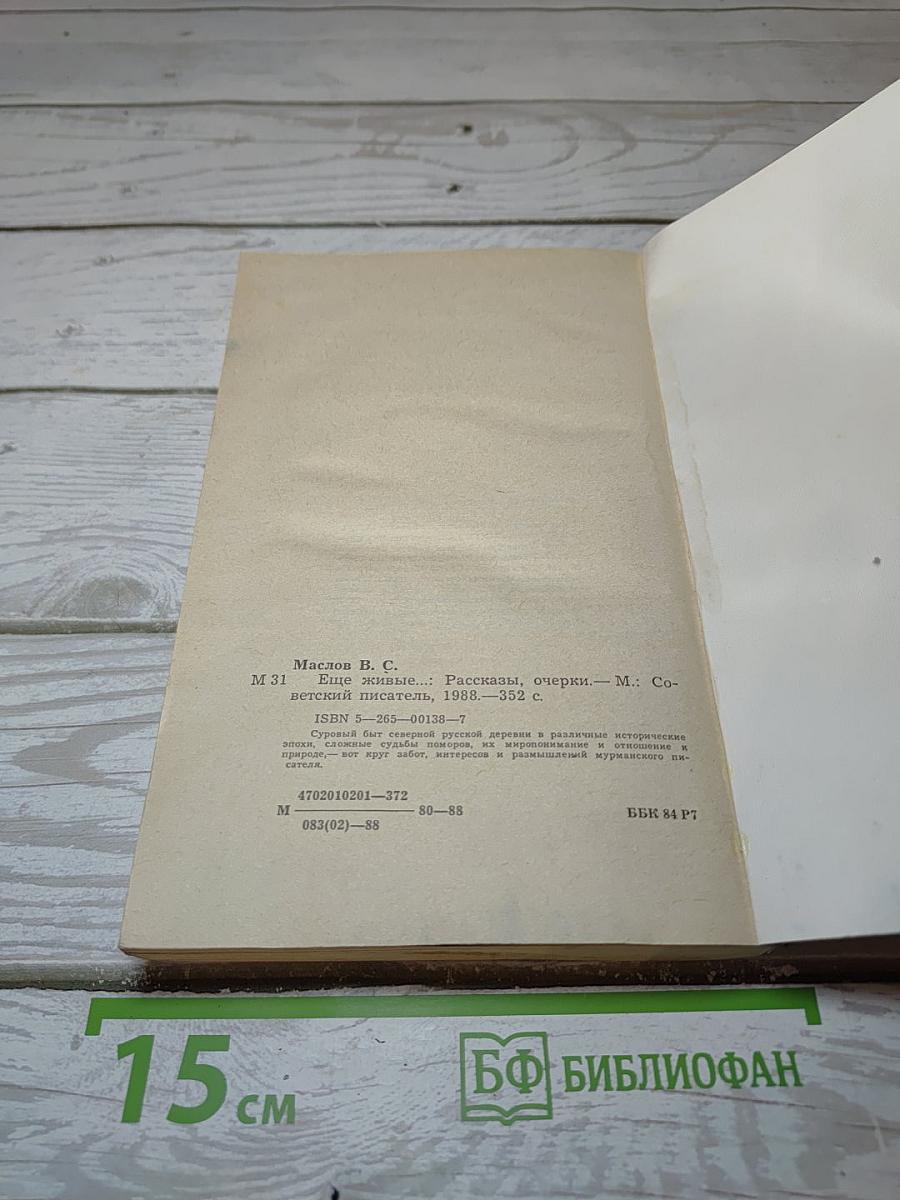 Маслов В. С.
М 31 Еще живые...: Рассказы, очерки.— М.: Со-
ветский писатель, 1988.—352 с.
ISBN 5—265—00138—7
Суровый быт северной русской деревни в различные исторические
эпохи, сложные судьбы поморов, их миропонимание и отношение к
природе,— вот круг забот, интересов и размышлений мурманского пи-
сателя.
4702010201—372
М 80—88
083(02)—88
ББК 84 Р7
15 см
БФ БИБЛИОФАН